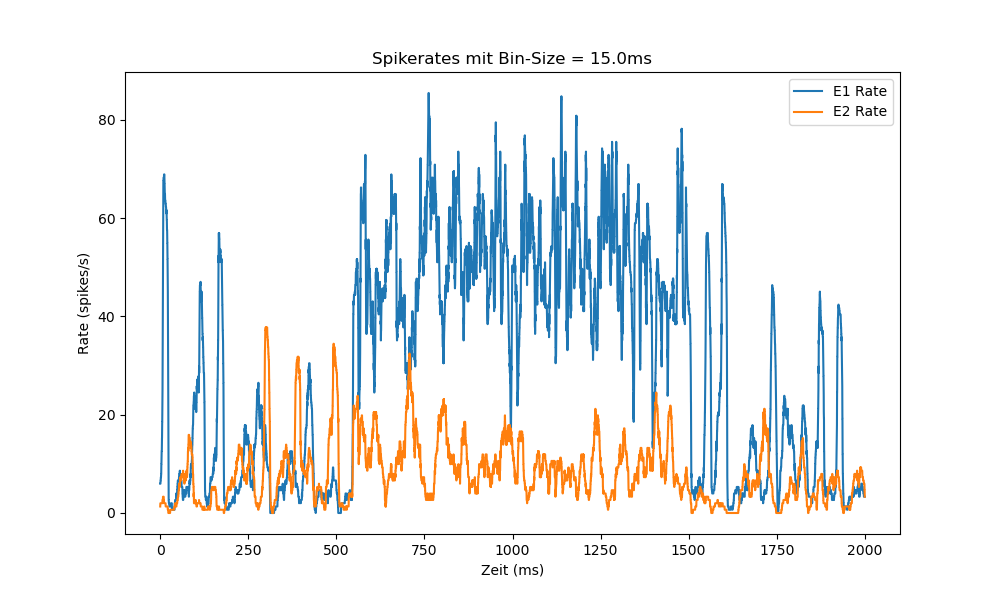 Spikerates mit Bin-Size = 15.0ms
E1 Rate
E2 Rate
Rate (spikes/s)
80
60
40
20
0
0 250 500 750 1000 1250 1500 1750 2000
Zeit (ms)